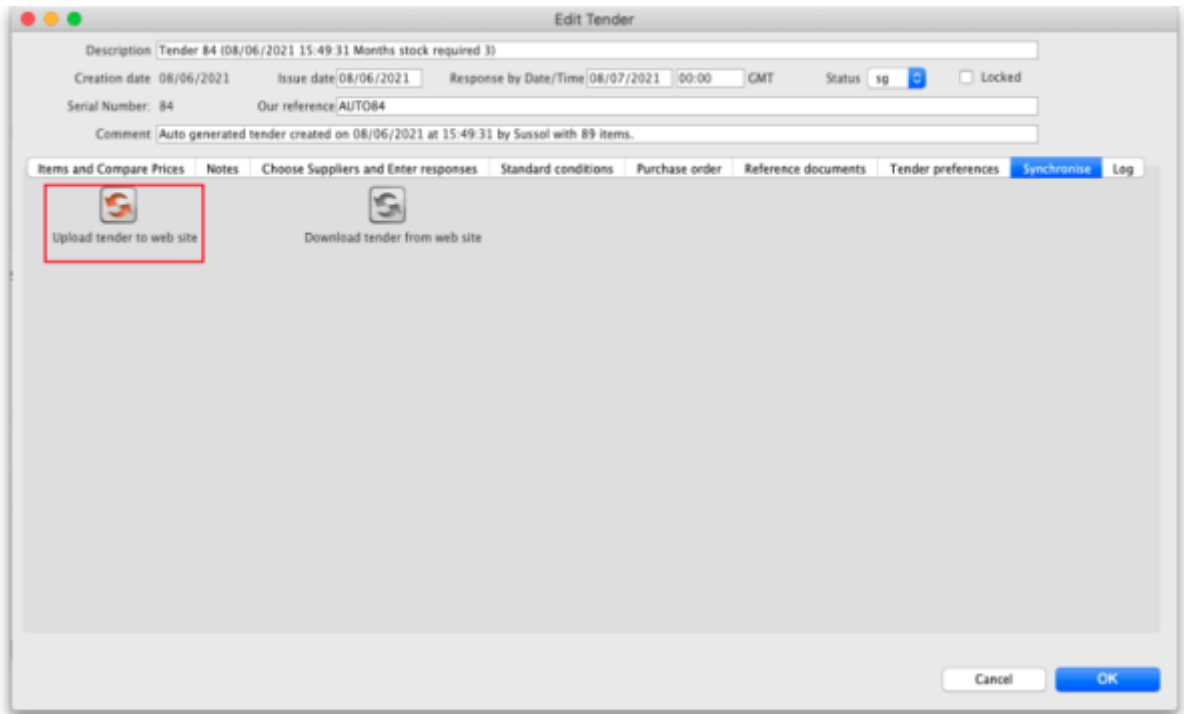 Edit Tender
Description Tender 84 (08/06/2021 15:49:31 Months stock required 3)
Creation date 08/06/2021 Issue date 08/06/2021 Response by Date/Time 08/07/2021 00:00 GMT Status sg Locked
Serial Number: 84 Our reference AUTO84
Comment Auto generated tender created on 08/06/2021 at 15:49:31 by Sussol with 89 items.
Items and Compare Prices Notes Choose Suppliers and Enter responses Standard conditions Purchase order Reference documents Tender preferences Synchronise Log
Upload tender to web site Download tender from web site
Cancel OK